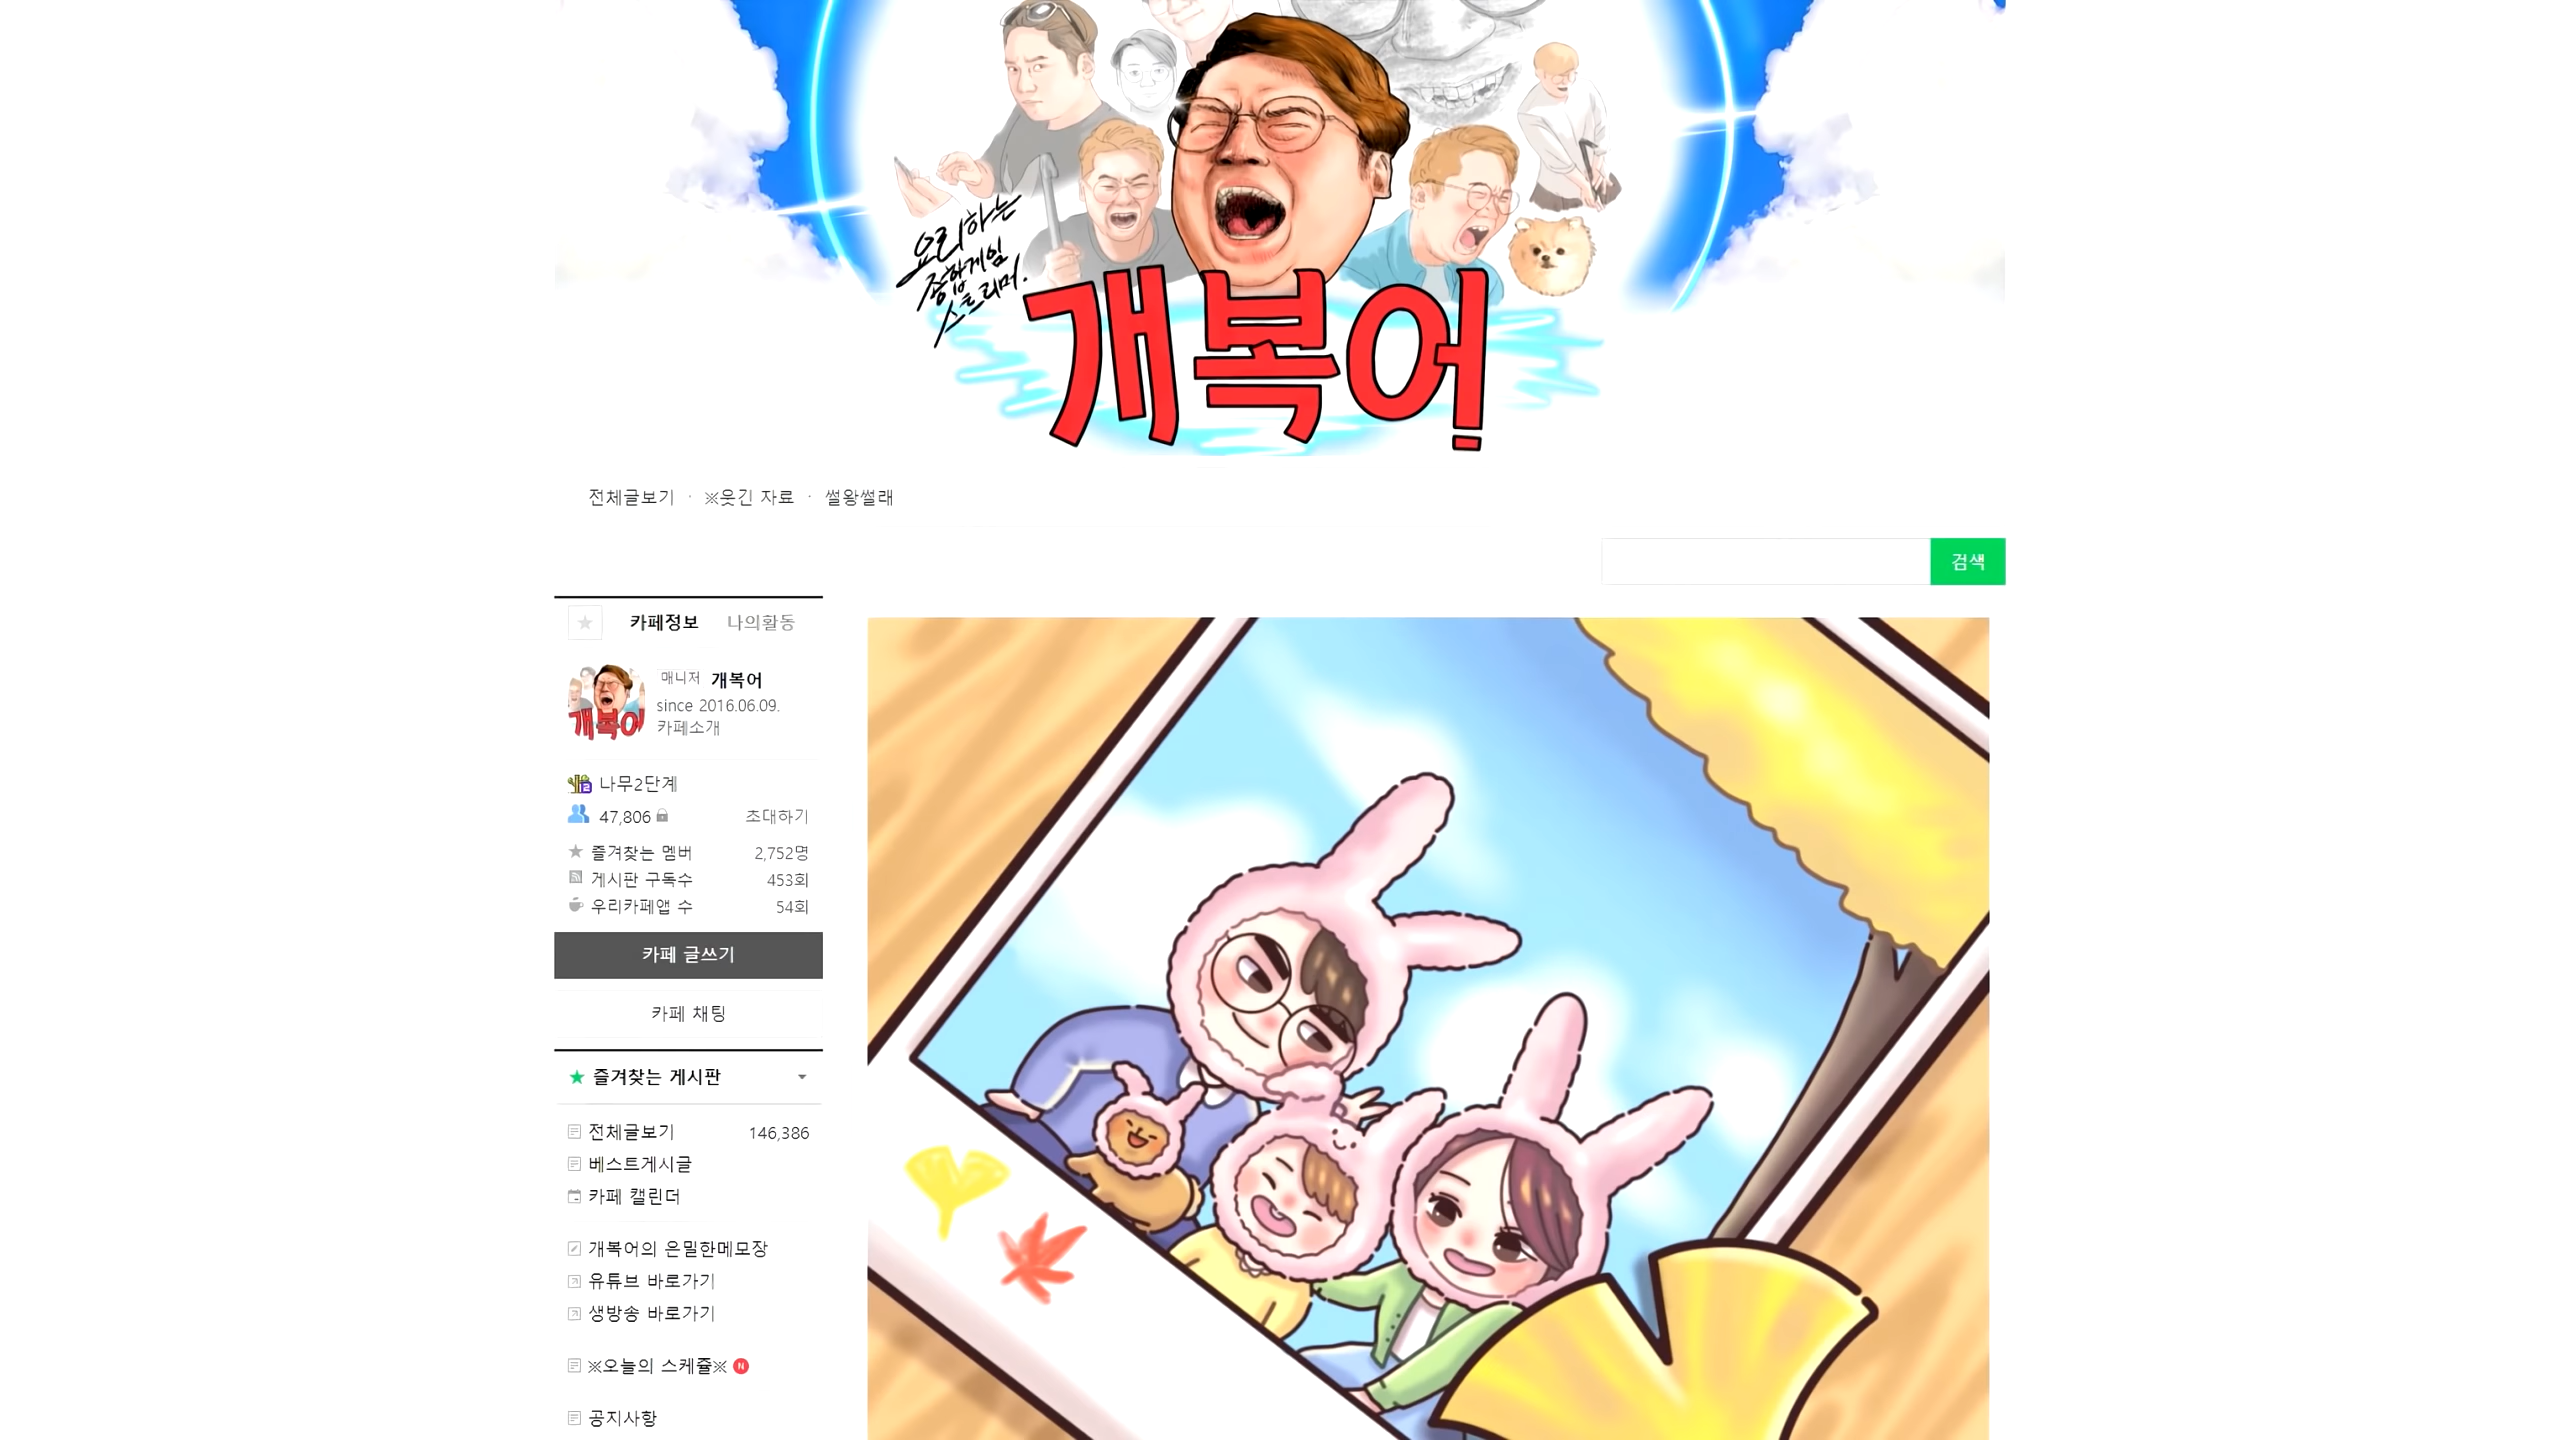 요리하는
종합게임
스트리머.
개복어
전체글보기 · ※웃긴 자료 · 썰왕썰래
검색
카페정보 나의활동
개복어
매니저 개복어
since 2016.06.09.
카페소개
나무2단계
47,806 초대하기
즐겨찾는 멤버 2,752명
게시판 구독수 453회
우리카페앱 수 54회
카페 글쓰기
카페 채팅
즐겨찾는 게시판
전체글보기 146,386
베스트게시글
카페 캘린더
개복어의 은밀한메모장
유튜브 바로가기
생방송 바로가기
※오늘의 스케쥴※ N
공지사항